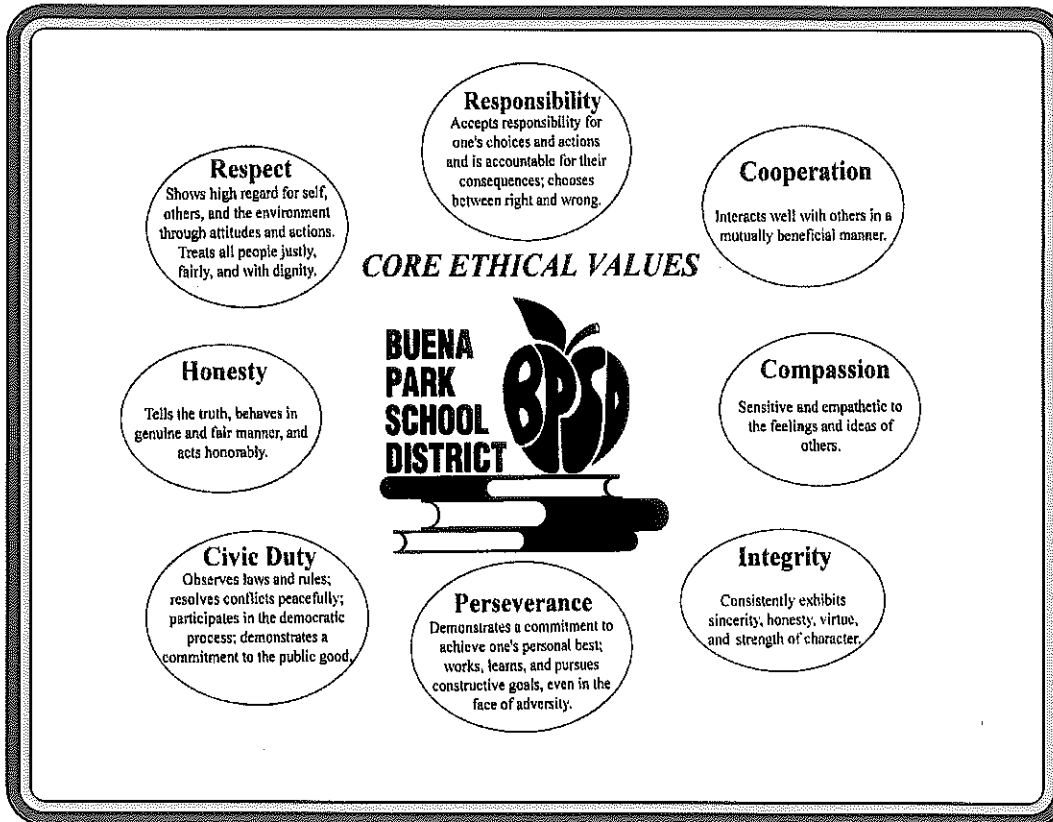 Responsibility
Accepts responsibility for
one's choices and actions
and is accountable for their
consequences; chooses
between right and wrong.
Respect
Shows high regard for self,
others, and the environment
through attitudes and actions.
Treats all people justly,
fairly, and with dignity.
Cooperation
Interacts well with others in a
mutually beneficial manner.
CORE ETHICAL VALUES
BUENA
PARK
SCHOOL
DISTRICT
BPSD
Honesty
Tells the truth, behaves in
genuine and fair manner, and
acts honorably.
Compassion
Sensitive and empathetic to
the feelings and ideas of
others.
Civic Duty
Observes laws and rules;
resolves conflicts peacefully;
participates in the democratic
process; demonstrates a
commitment to the public good.
Perseverance
Demonstrates a commitment to
achieve one's personal best;
works, learns, and pursues
constructive goals, even in the
face of adversity.
Integrity
Consistently exhibits
sincerity, honesty, virtue,
and strength of character.